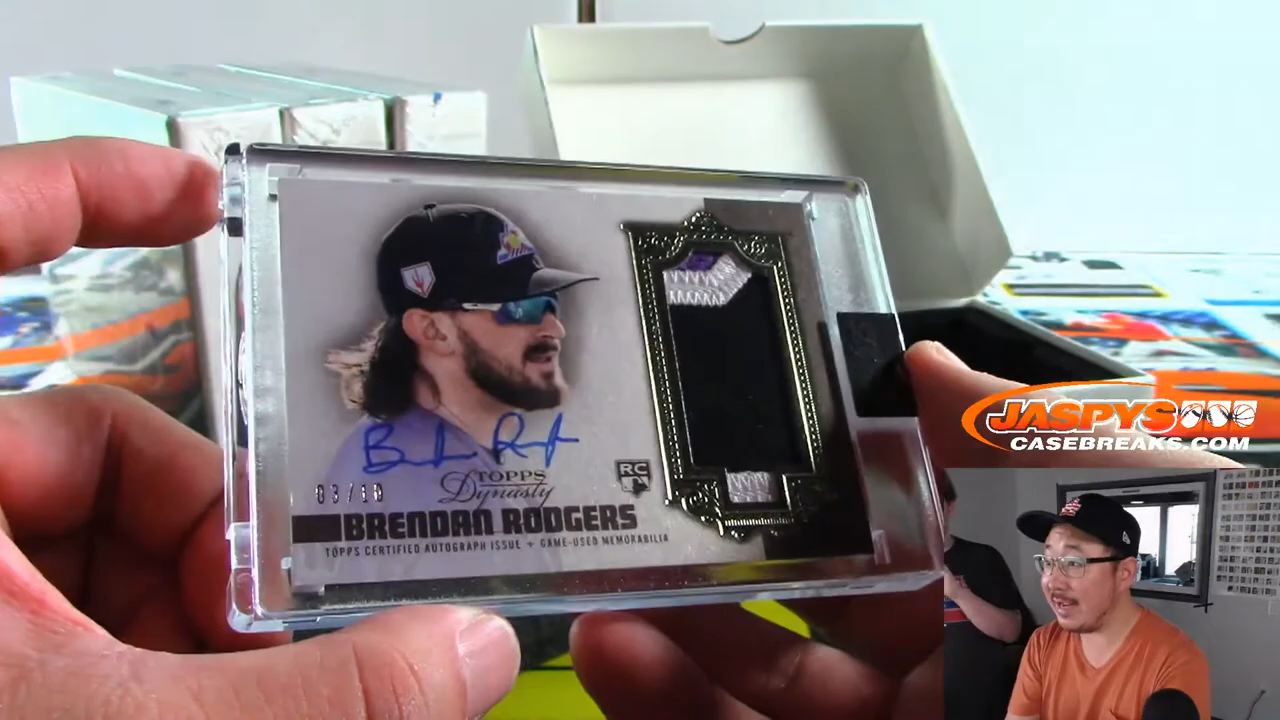 03/10
TOPPS
Dynasty
RC
BRENDAN RODGERS
TOPPS CERTIFIED AUTOGRAPH ISSUE + GAME-USED MEMORABILIA
JASPYS
CASEBREAKS.COM